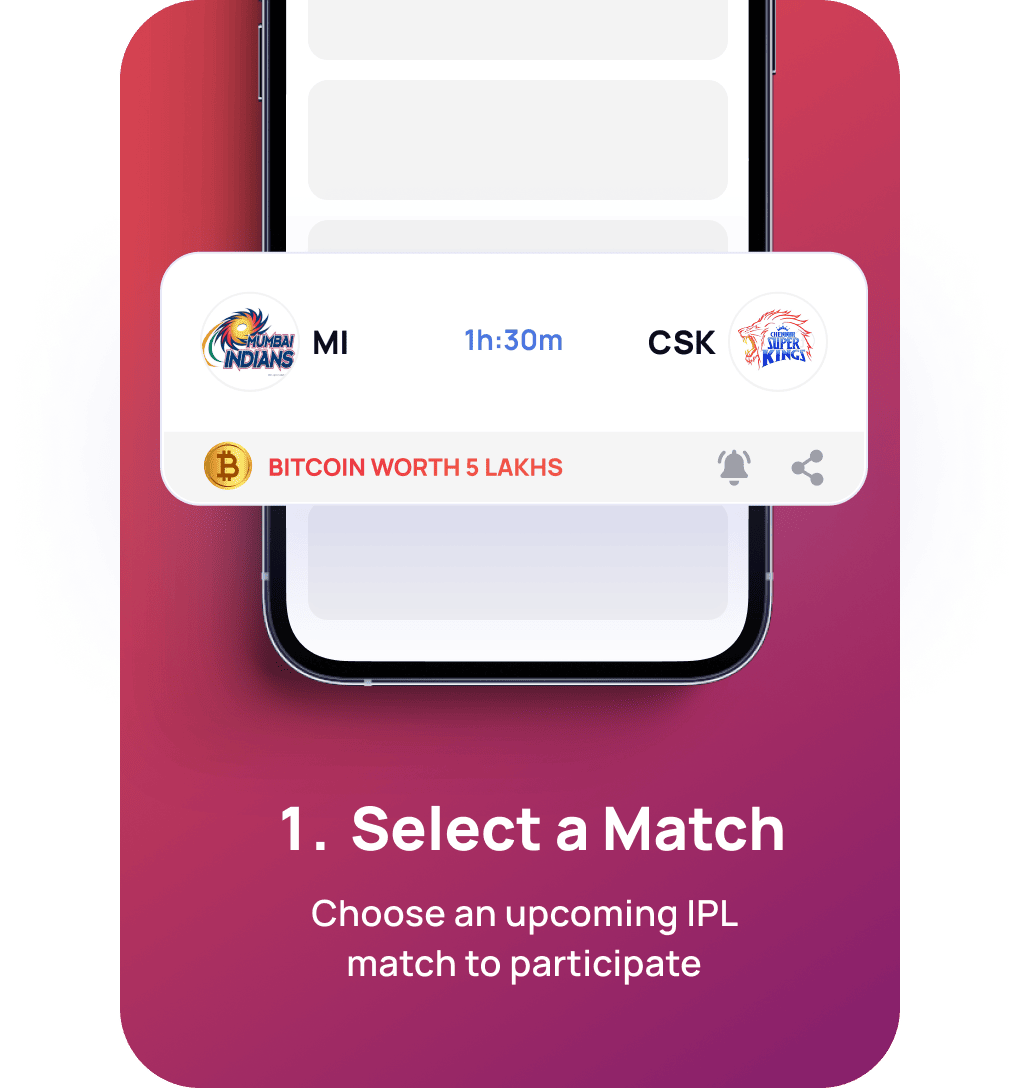 MI
1h:30m
CSK
MUMBAI
INDIANS
CHENNAI
SUPER
KINGS
BITCOIN WORTH 5 LAKHS
1. Select a Match
Choose an upcoming IPL
match to participate